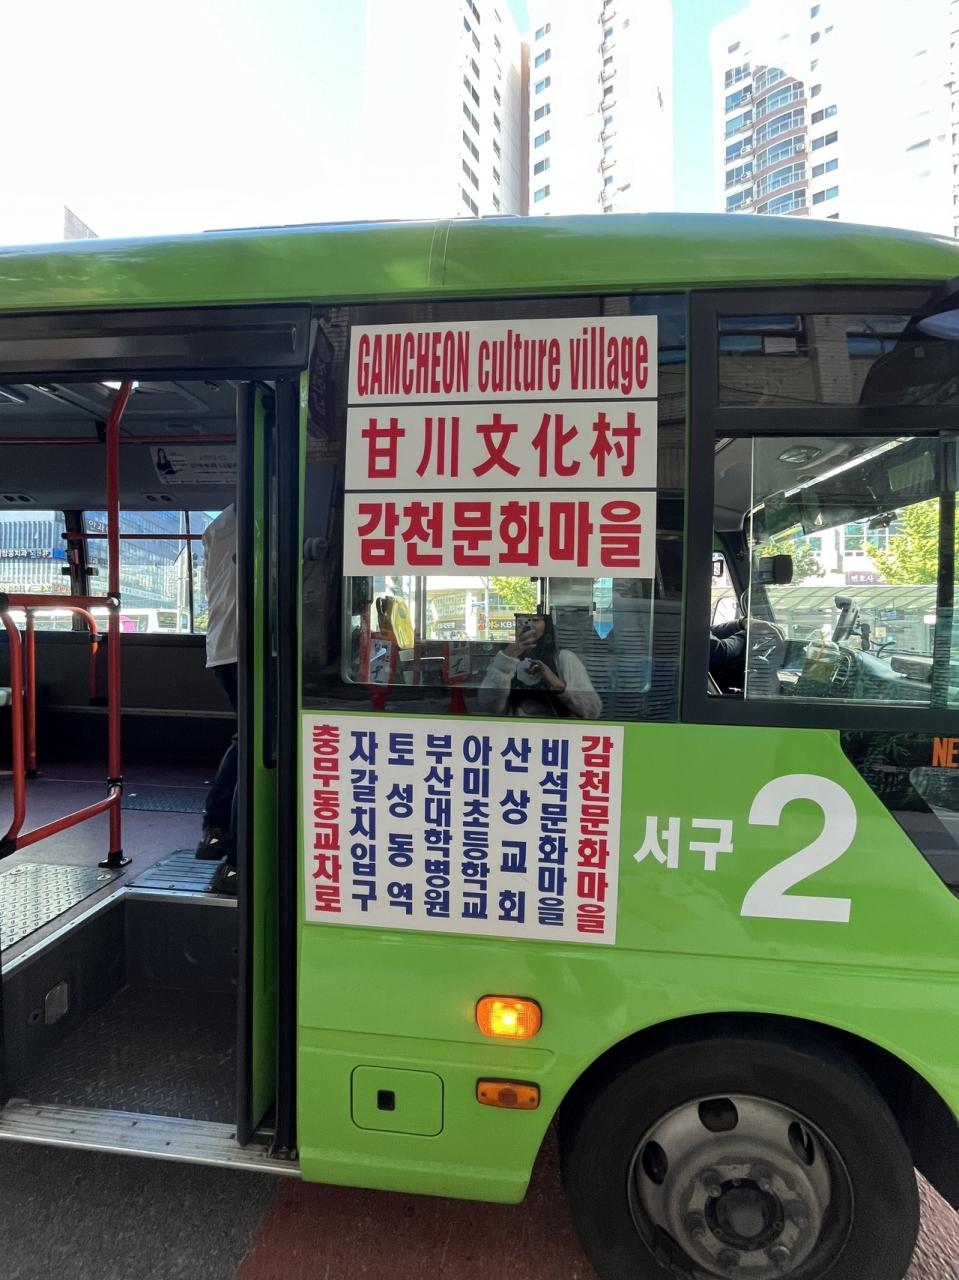 GAMCHEON culture village
甘川文化村
감천문화마을
충무동교차로
자갈치입구
토성동역
부산대학병원
아미초등학교
산상교회
비석문화마을
감천문화마을
서구2
KB
NE